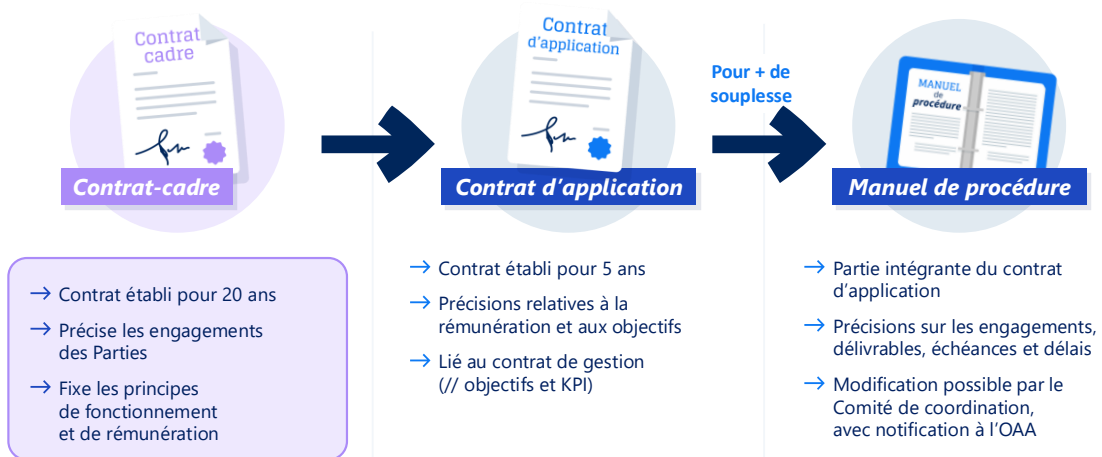 Contrat
cadre
Contrat-cadre
→ Contrat établi pour 20 ans
→ Précise les engagements
des Parties
→ Fixe les principes
de fonctionnement
et de rémunération
Contrat
d'application
Contrat d'application
→ Contrat établi pour 5 ans
→ Précisions relatives à la
rémunération et aux objectifs
→ Lié au contrat de gestion
(// objectifs et KPI)
Pour + de
souplesse
MANUEL
de
procédure
Manuel de procédure
→ Partie intégrante du contrat
d'application
→ Précisions sur les engagements,
délivrables, échéances et délais
→ Modification possible par le
Comité de coordination,
avec notification à l'OAA